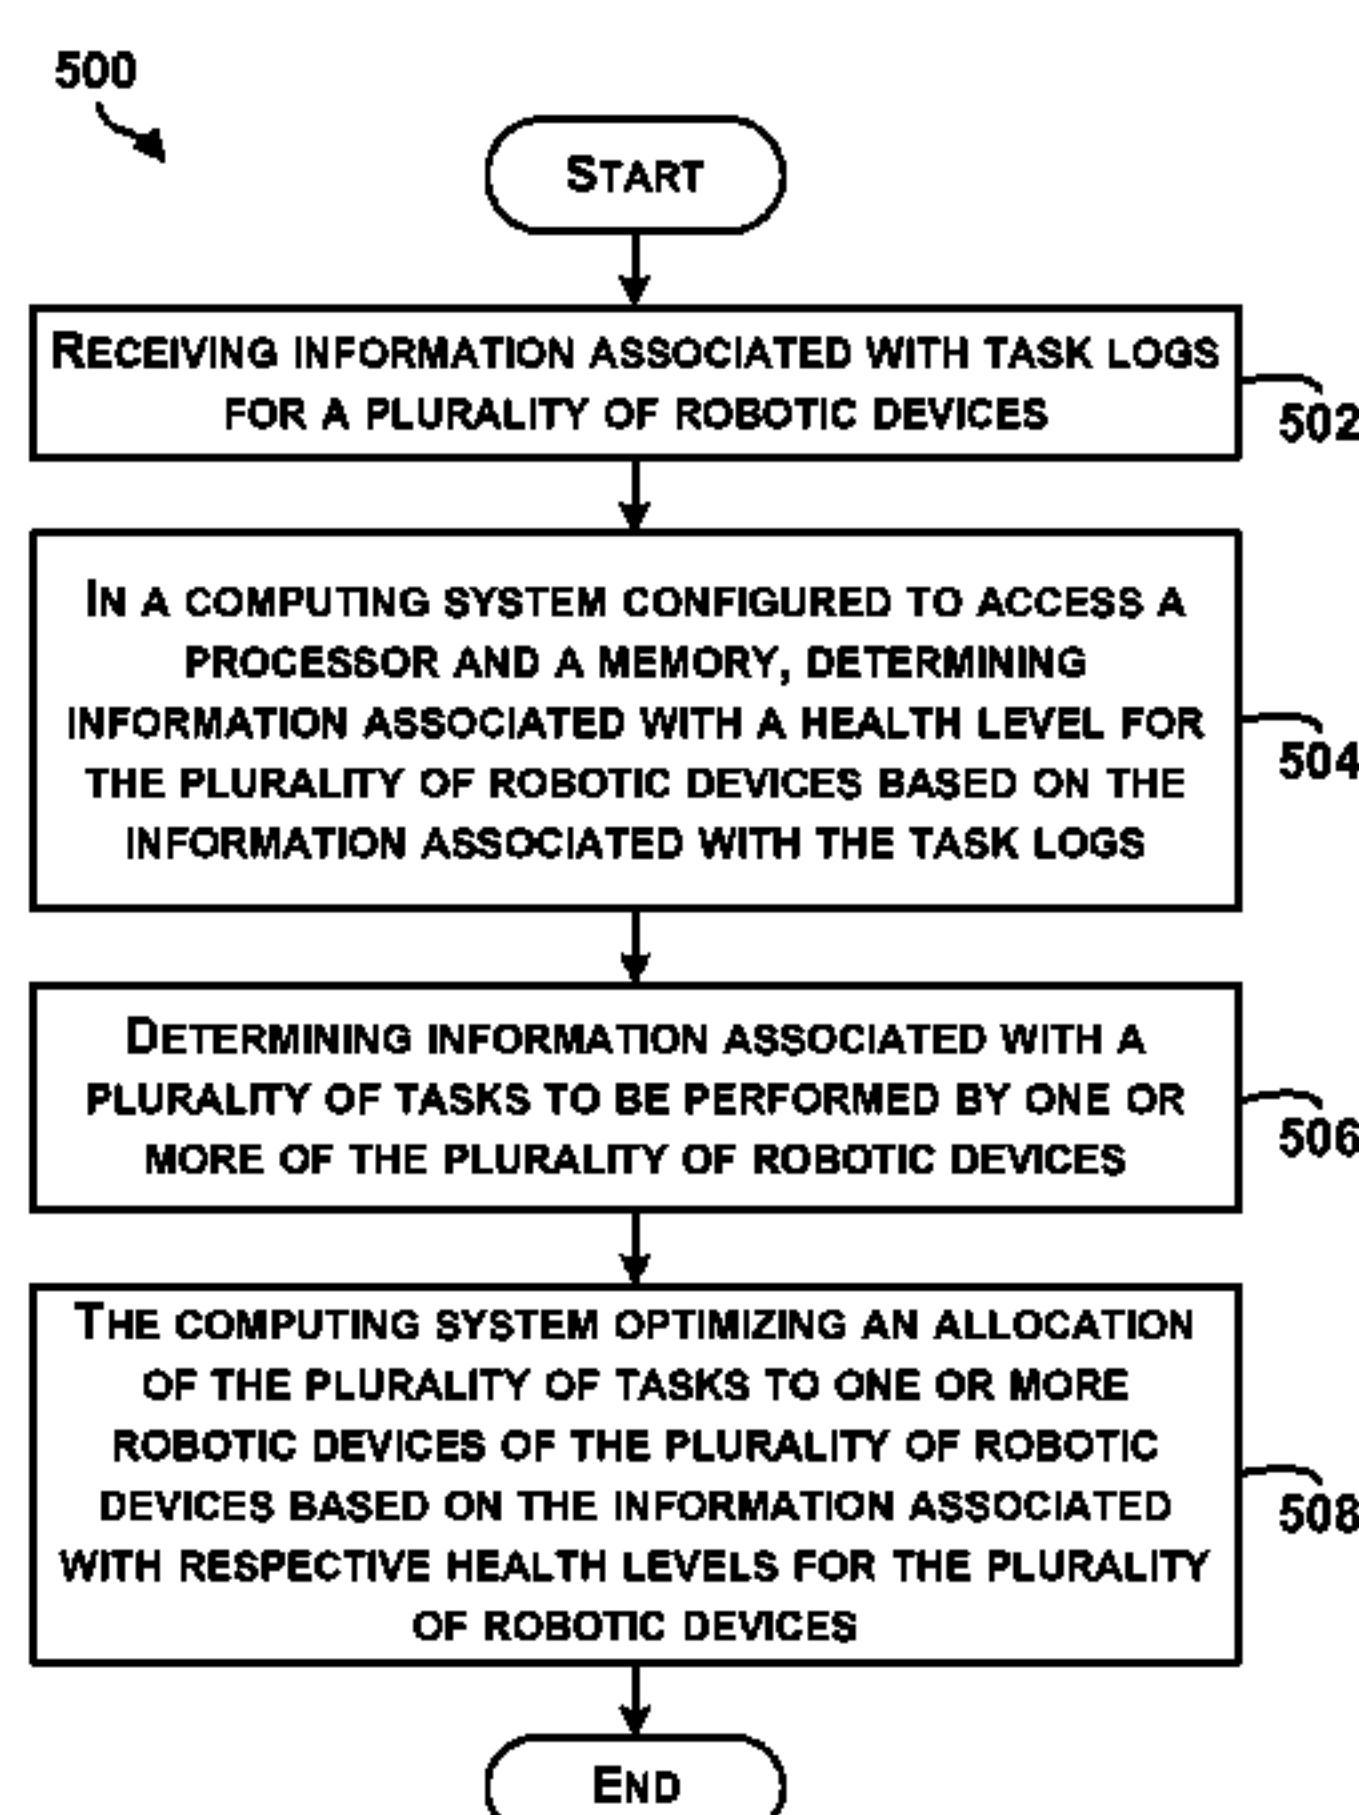 500
START
RECEIVING INFORMATION ASSOCIATED WITH TASK LOGS
FOR A PLURALITY OF ROBOTIC DEVICES
502
IN A COMPUTING SYSTEM CONFIGURED TO ACCESS A
PROCESSOR AND A MEMORY, DETERMINING
INFORMATION ASSOCIATED WITH A HEALTH LEVEL FOR
THE PLURALITY OF ROBOTIC DEVICES BASED ON THE
INFORMATION ASSOCIATED WITH THE TASK LOGS
504
DETERMINING INFORMATION ASSOCIATED WITH A
PLURALITY OF TASKS TO BE PERFORMED BY ONE OR
MORE OF THE PLURALITY OF ROBOTIC DEVICES
506
THE COMPUTING SYSTEM OPTIMIZING AN ALLOCATION
OF THE PLURALITY OF TASKS TO ONE OR MORE
ROBOTIC DEVICES OF THE PLURALITY OF ROBOTIC
DEVICES BASED ON THE INFORMATION ASSOCIATED
WITH RESPECTIVE HEALTH LEVELS FOR THE PLURALITY
OF ROBOTIC DEVICES
508
END